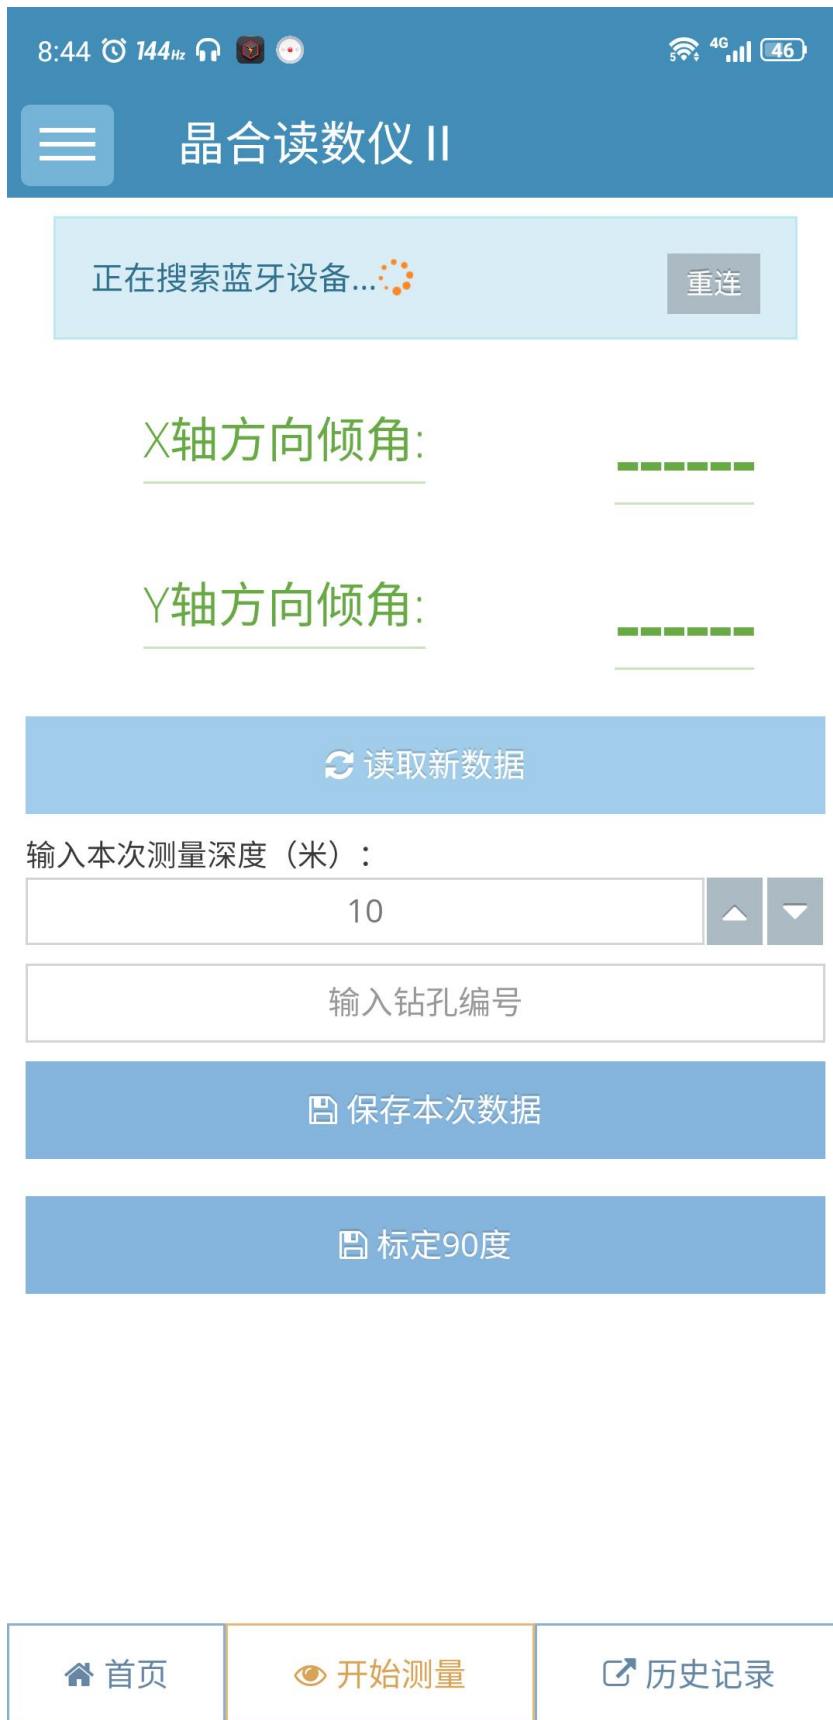 8:44 144Hz 5 4G 46
晶合读数仪 II
正在搜索蓝牙设备...
重连
X轴方向倾角:
------
Y轴方向倾角:
------
读取新数据
输入本次测量深度（米）：
10
输入钻孔编号
保存本次数据
标定90度
首页 开始测量 历史记录